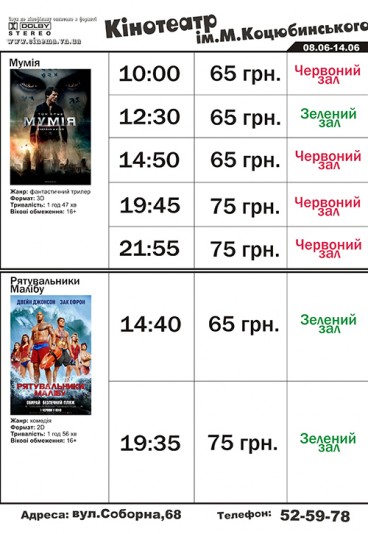 DOLBY
STEREO
www.cinema.vn.ua
Кінотеатр
ім.М.Коцюбинського
08.06-14.06
Мумія
МУМІЯ
Жанр: фантастичний трилер
Формат: 3D
Тривалість: 1 год 47 хв
Вікові обмеження: 16+
10:00 65 грн. Червоний зал
12:30 65 грн. Зелений зал
14:50 65 грн. Червоний зал
19:45 75 грн. Червоний зал
21:55 75 грн. Червоний зал
Рятувальники
Малібу
ДВЕЙН ДЖОНСОН ЗАК ЕФРОН
РЯТУВАЛЬНИКИ
МАЛІБУ
Жанр: комедія
Формат: 2D
Тривалість: 1 год 56 хв
Вікові обмеження: 16+
14:40 65 грн. Зелений зал
19:35 75 грн. Зелений зал
Адреса: вул.Соборна,68 Телефон: 52-59-78